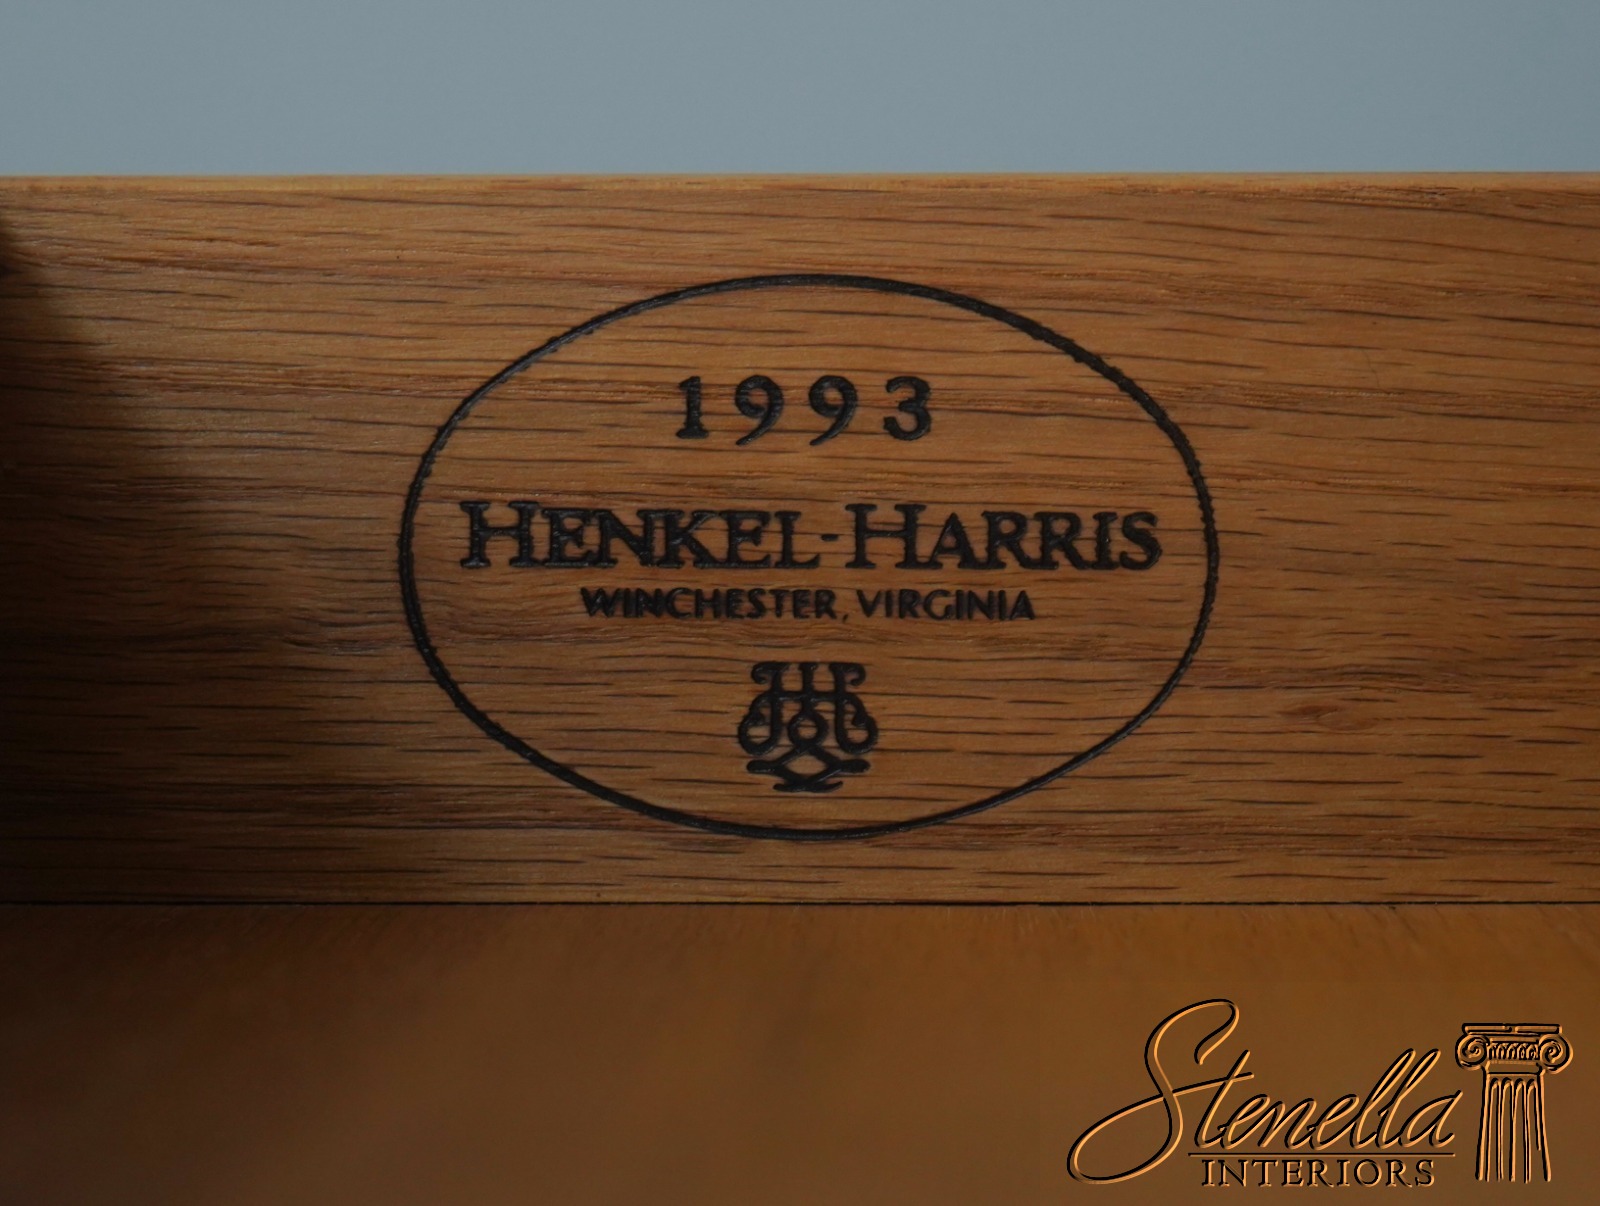 1993
HENKEL-HARRIS
WINCHESTER, VIRGINIA
Stenella
INTERIORS